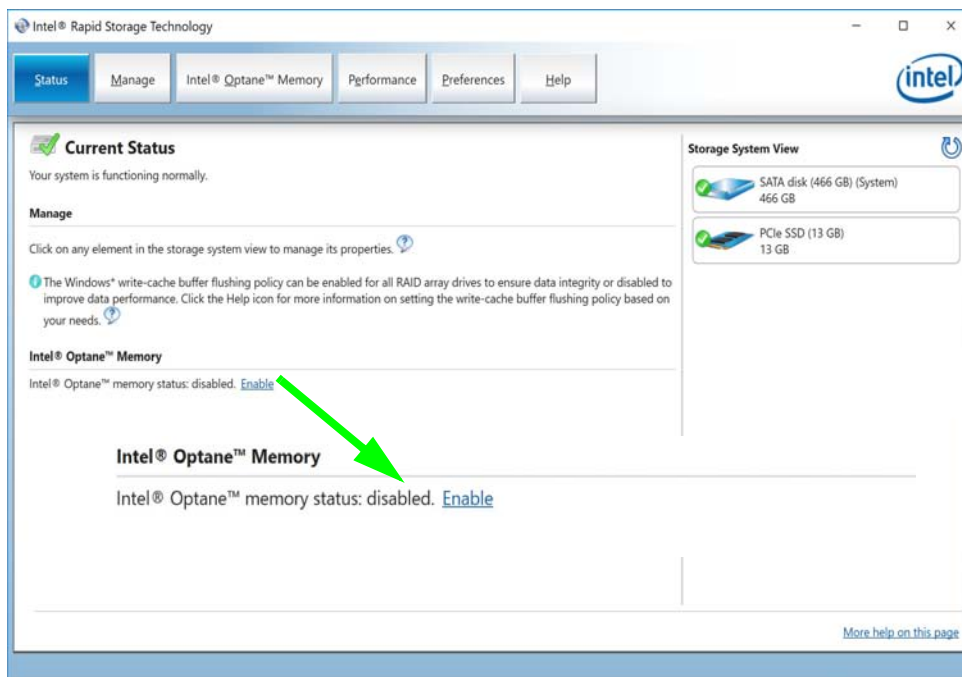 Intel® Rapid Storage Technology
Status
Manage
Intel® Optane™ Memory
Performance
Preferences
Help
intel
Current Status
Your system is functioning normally.
Manage
Click on any element in the storage system view to manage its properties.
The Windows* write-cache buffer flushing policy can be enabled for all RAID array drives to ensure data integrity or disabled to
improve data performance. Click the Help icon for more information on setting the write-cache buffer flushing policy based on
your needs.
Intel® Optane™ Memory
Intel® Optane™ memory status: disabled. Enable
Intel® Optane™ Memory
Intel® Optane™ memory status: disabled. Enable
Storage System View
SATA disk (466 GB) (System)
466 GB
PCIe SSD (13 GB)
13 GB
More help on this page